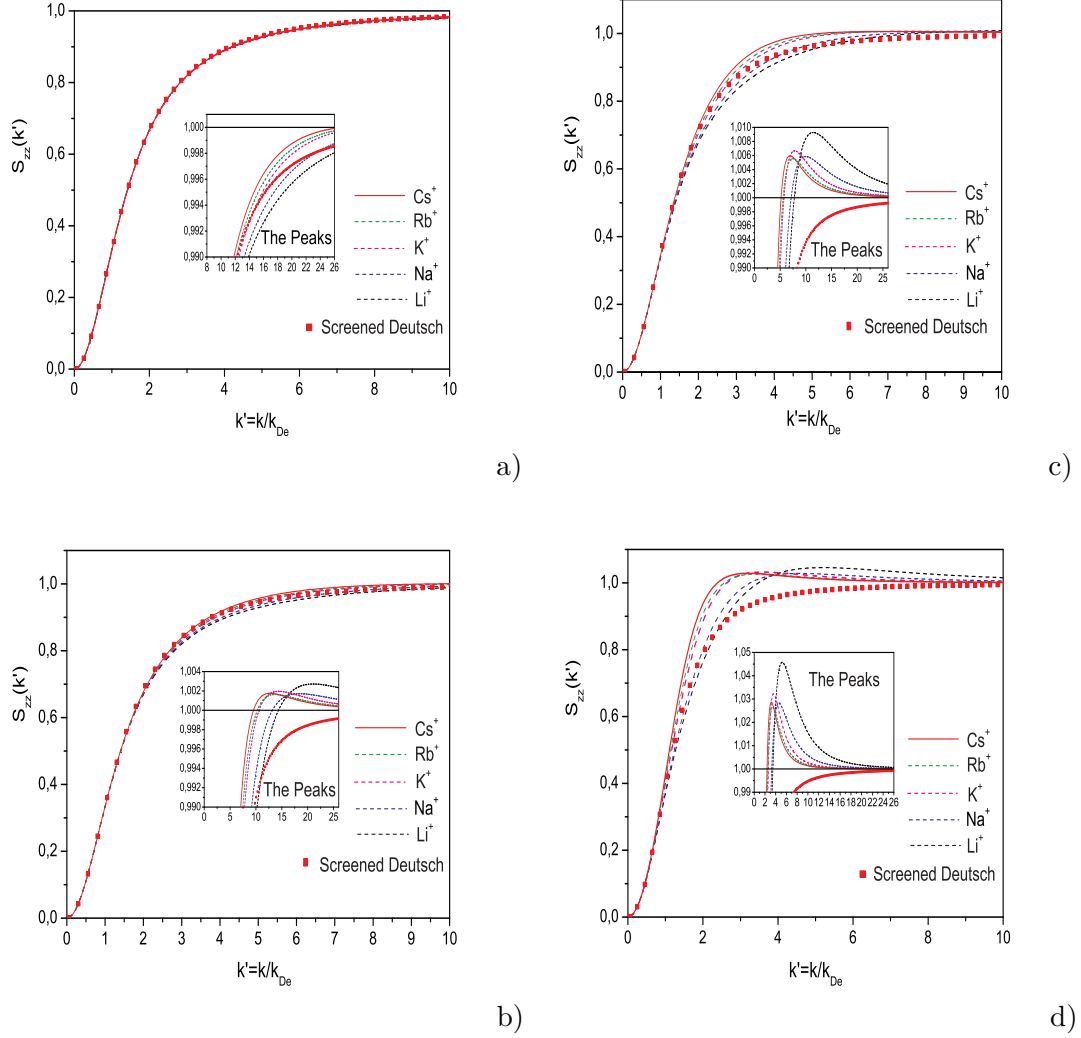 1,0
0,8
0,6
0,4
0,2
0,0
S_zz(k')
0 2 4 6 8 10
k'=k/k_De
1,000
0,998
0,996
0,994
0,992
0,990
8 10 12 14 16 18 20 22 24 26
The Peaks
Cs+
Rb+
K+
Na+
Li+
Screened Deutsch
a)
1,0
0,8
0,6
0,4
0,2
0,0
S_zz(k')
0 1 2 3 4 5 6 7 8 9 10
k'=k/k_De
1,010
1,008
1,006
1,004
1,002
1,000
0,998
0,996
0,994
0,992
0,990
0 5 10 15 20 25
The Peaks
Cs+
Rb+
K+
Na+
Li+
Screened Deutsch
c)
1,0
0,8
0,6
0,4
0,2
0,0
S_zz(k')
0 1 2 3 4 5 6 7 8 9 10
k'=k/k_De
1,004
1,002
1,000
0,998
0,996
0,994
0,992
0,990
0 5 10 15 20 25
The Peaks
Cs+
Rb+
K+
Na+
Li+
Screened Deutsch
b)
1,0
0,8
0,6
0,4
0,2
0,0
S_zz(k')
0 2 4 6 8 10
k'=k/k_De
1,05
1,04
1,03
1,02
1,01
1,00
0,99
0 2 4 6 8 10 12 14 16 18 20 22 24 26
The Peaks
Cs+
Rb+
K+
Na+
Li+
Screened Deutsch
d)